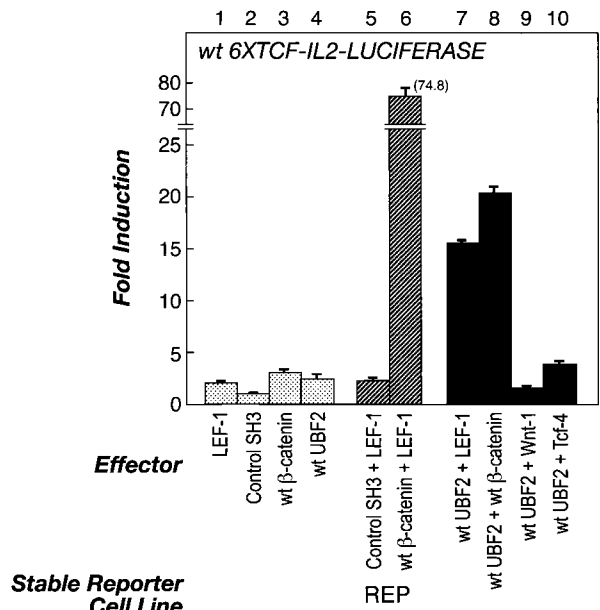 1 2 3 4 5 6 7 8 9 10
wt 6XTCF-IL2-LUCIFERASE
(74.8)
Fold Induction
80
70
25
20
15
10
5
0
Effector
LEF-1
Control SH3
wt β-catenin
wt UBF2
Control SH3 + LEF-1
wt β-catenin + LEF-1
wt UBF2 + LEF-1
wt UBF2 + wt β-catenin
wt UBF2 + Wnt-1
wt UBF2 + Tcf-4
Stable Reporter
Cell Line
REP